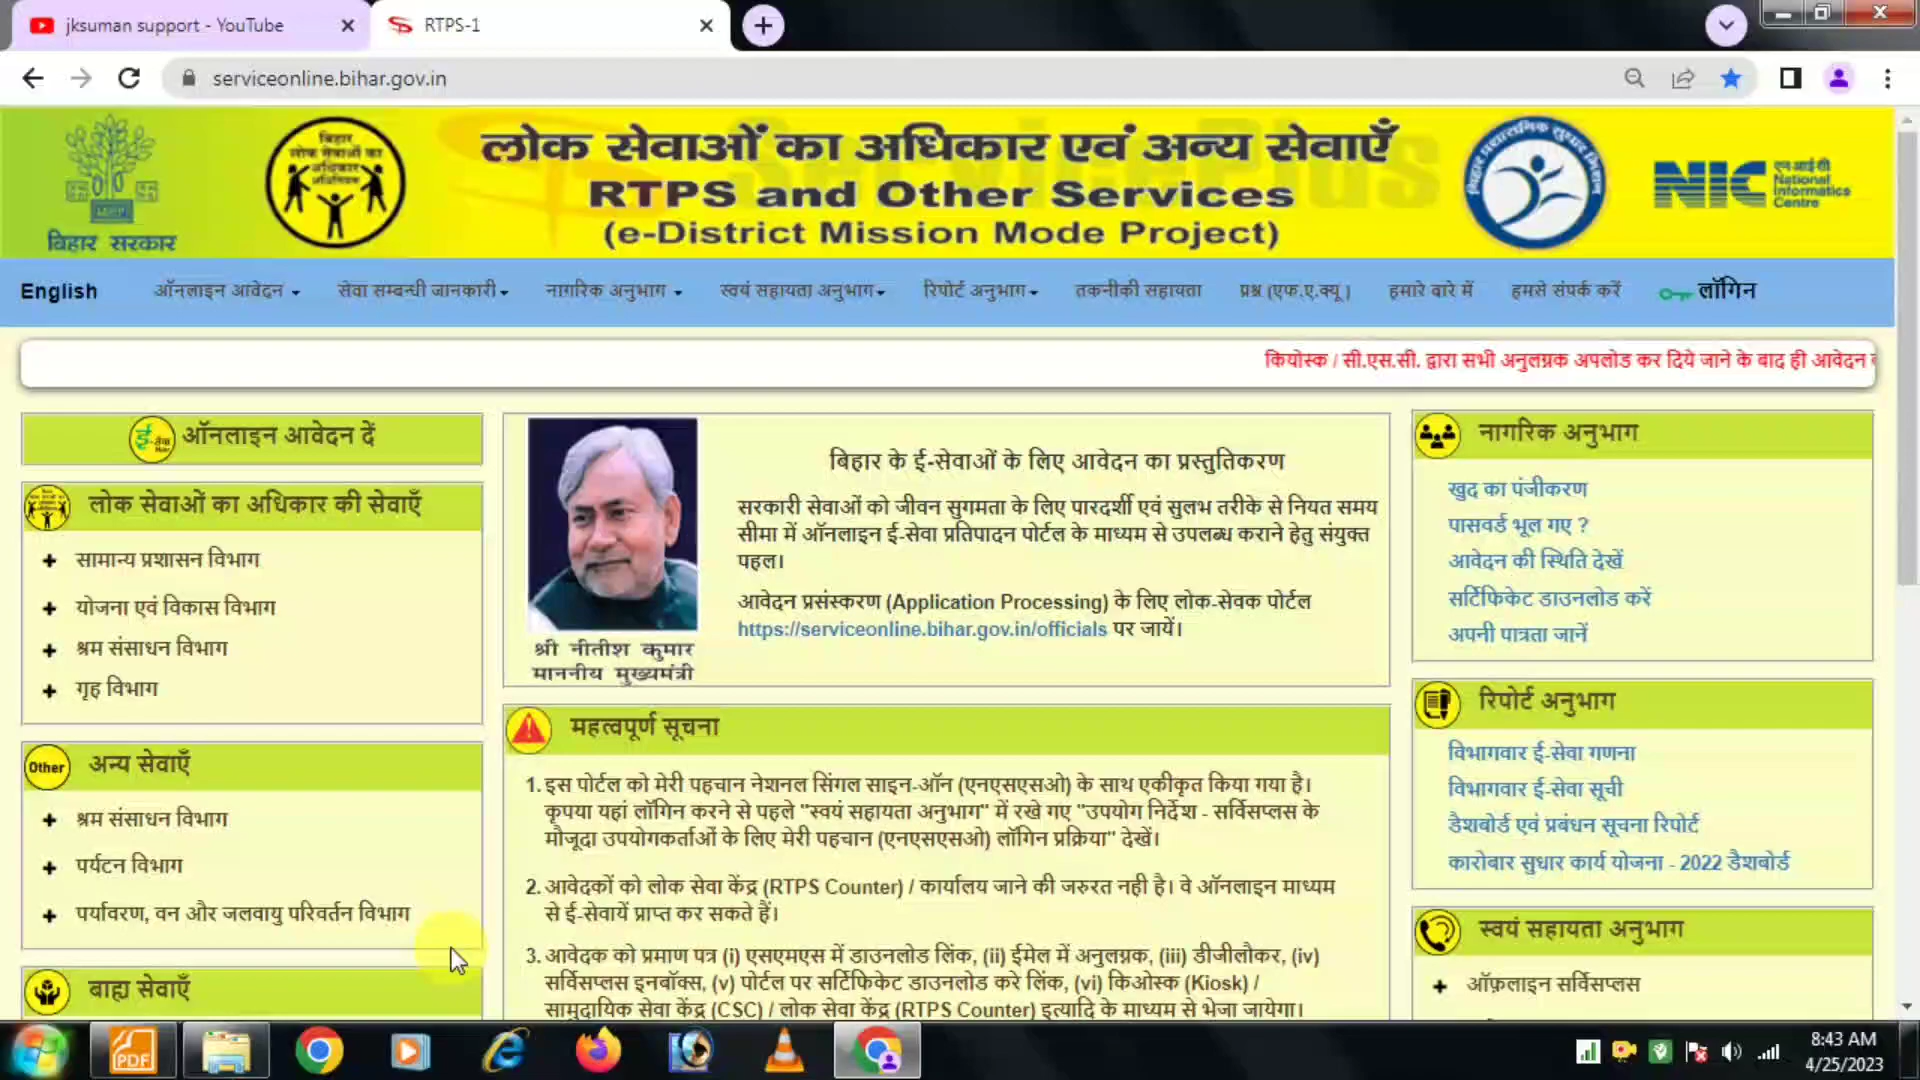 jksuman support - YouTube
RTPS-1
serviceonline.bihar.gov.in
बिहार सरकार
बिहार
लोक सेवाओं का
अधिकार
अधिनियम
लोक सेवाओं का अधिकार एवं अन्य सेवाएँ
RTPS and Other Services
(e-District Mission Mode Project)
बिहार प्रशासनिक सुधार मिशन
NIC
एन आई सी
National
Informatics
Centre
English
ऑनलाइन आवेदन
सेवा सम्बन्धी जानकारी
नागरिक अनुभाग
स्वयं सहायता अनुभाग
रिपोर्ट अनुभाग
तकनीकी सहायता
प्रश्न (एफ.ए.क्यू )
हमारे बारे में
हमसे संपर्क करें
लॉगिन
कियोस्क / सी.एस.सी. द्वारा सभी अनुलग्नक अपलोड कर दिये जाने के बाद ही आवेदन
ऑनलाइन आवेदन दें
लोक सेवाओं का अधिकार की सेवाएँ
सामान्य प्रशासन विभाग
योजना एवं विकास विभाग
श्रम संसाधन विभाग
गृह विभाग
Other
अन्य सेवाएँ
श्रम संसाधन विभाग
पर्यटन विभाग
पर्यावरण, वन और जलवायु परिवर्तन विभाग
बाह्य सेवाएँ
श्री नीतीश कुमार
माननीय मुख्यमंत्री
बिहार के ई-सेवाओं के लिए आवेदन का प्रस्तुतिकरण
सरकारी सेवाओं को जीवन सुगमता के लिए पारदर्शी एवं सुलभ तरीके से नियत समय
सीमा में ऑनलाइन ई-सेवा प्रतिपादन पोर्टल के माध्यम से उपलब्ध कराने हेतु संयुक्त
पहल।
आवेदन प्रसंस्करण (Application Processing) के लिए लोक-सेवक पोर्टल
https://serviceonline.bihar.gov.in/officials पर जायें।
महत्वपूर्ण सूचना
1. इस पोर्टल को मेरी पहचान नेशनल सिंगल साइन-ऑन (एनएसएसओ) के साथ एकीकृत किया गया है।
कृपया यहां लॉगिन करने से पहले "स्वयं सहायता अनुभाग" में रखे गए "उपयोग निर्देश - सर्विसप्लस के
मौजूदा उपयोगकर्ताओं के लिए मेरी पहचान (एनएसएसओ) लॉगिन प्रक्रिया" देखें।
2. आवेदकों को लोक सेवा केंद्र (RTPS Counter) / कार्यालय जाने की जरुरत नही है। वे ऑनलाइन माध्यम
से ई-सेवायें प्राप्त कर सकते हैं।
3. आवेदक को प्रमाण पत्र (i) एसएमएस में डाउनलोड लिंक, (ii) ईमेल में अनुलग्नक, (iii) डीजीलौकर, (iv)
सर्विसप्लस इनबॉक्स, (v) पोर्टल पर सर्टिफिकेट डाउनलोड करे लिंक, (vi) किओस्क (Kiosk) /
सामुदायिक सेवा केंद्र (CSC) / लोक सेवा केंद्र (RTPS Counter) इत्यादि के माध्यम से भेजा जायेगा।
नागरिक अनुभाग
खुद का पंजीकरण
पासवर्ड भूल गए ?
आवेदन की स्थिति देखें
सर्टिफिकेट डाउनलोड करें
अपनी पात्रता जानें
रिपोर्ट अनुभाग
विभागवार ई-सेवा गणना
विभागवार ई-सेवा सूची
डैशबोर्ड एवं प्रबंधन सूचना रिपोर्ट
कारोबार सुधार कार्य योजना - 2022 डैशबोर्ड
स्वयं सहायता अनुभाग
ऑफ़लाइन सर्विसप्लस
PDF
8:43 AM
4/25/2023